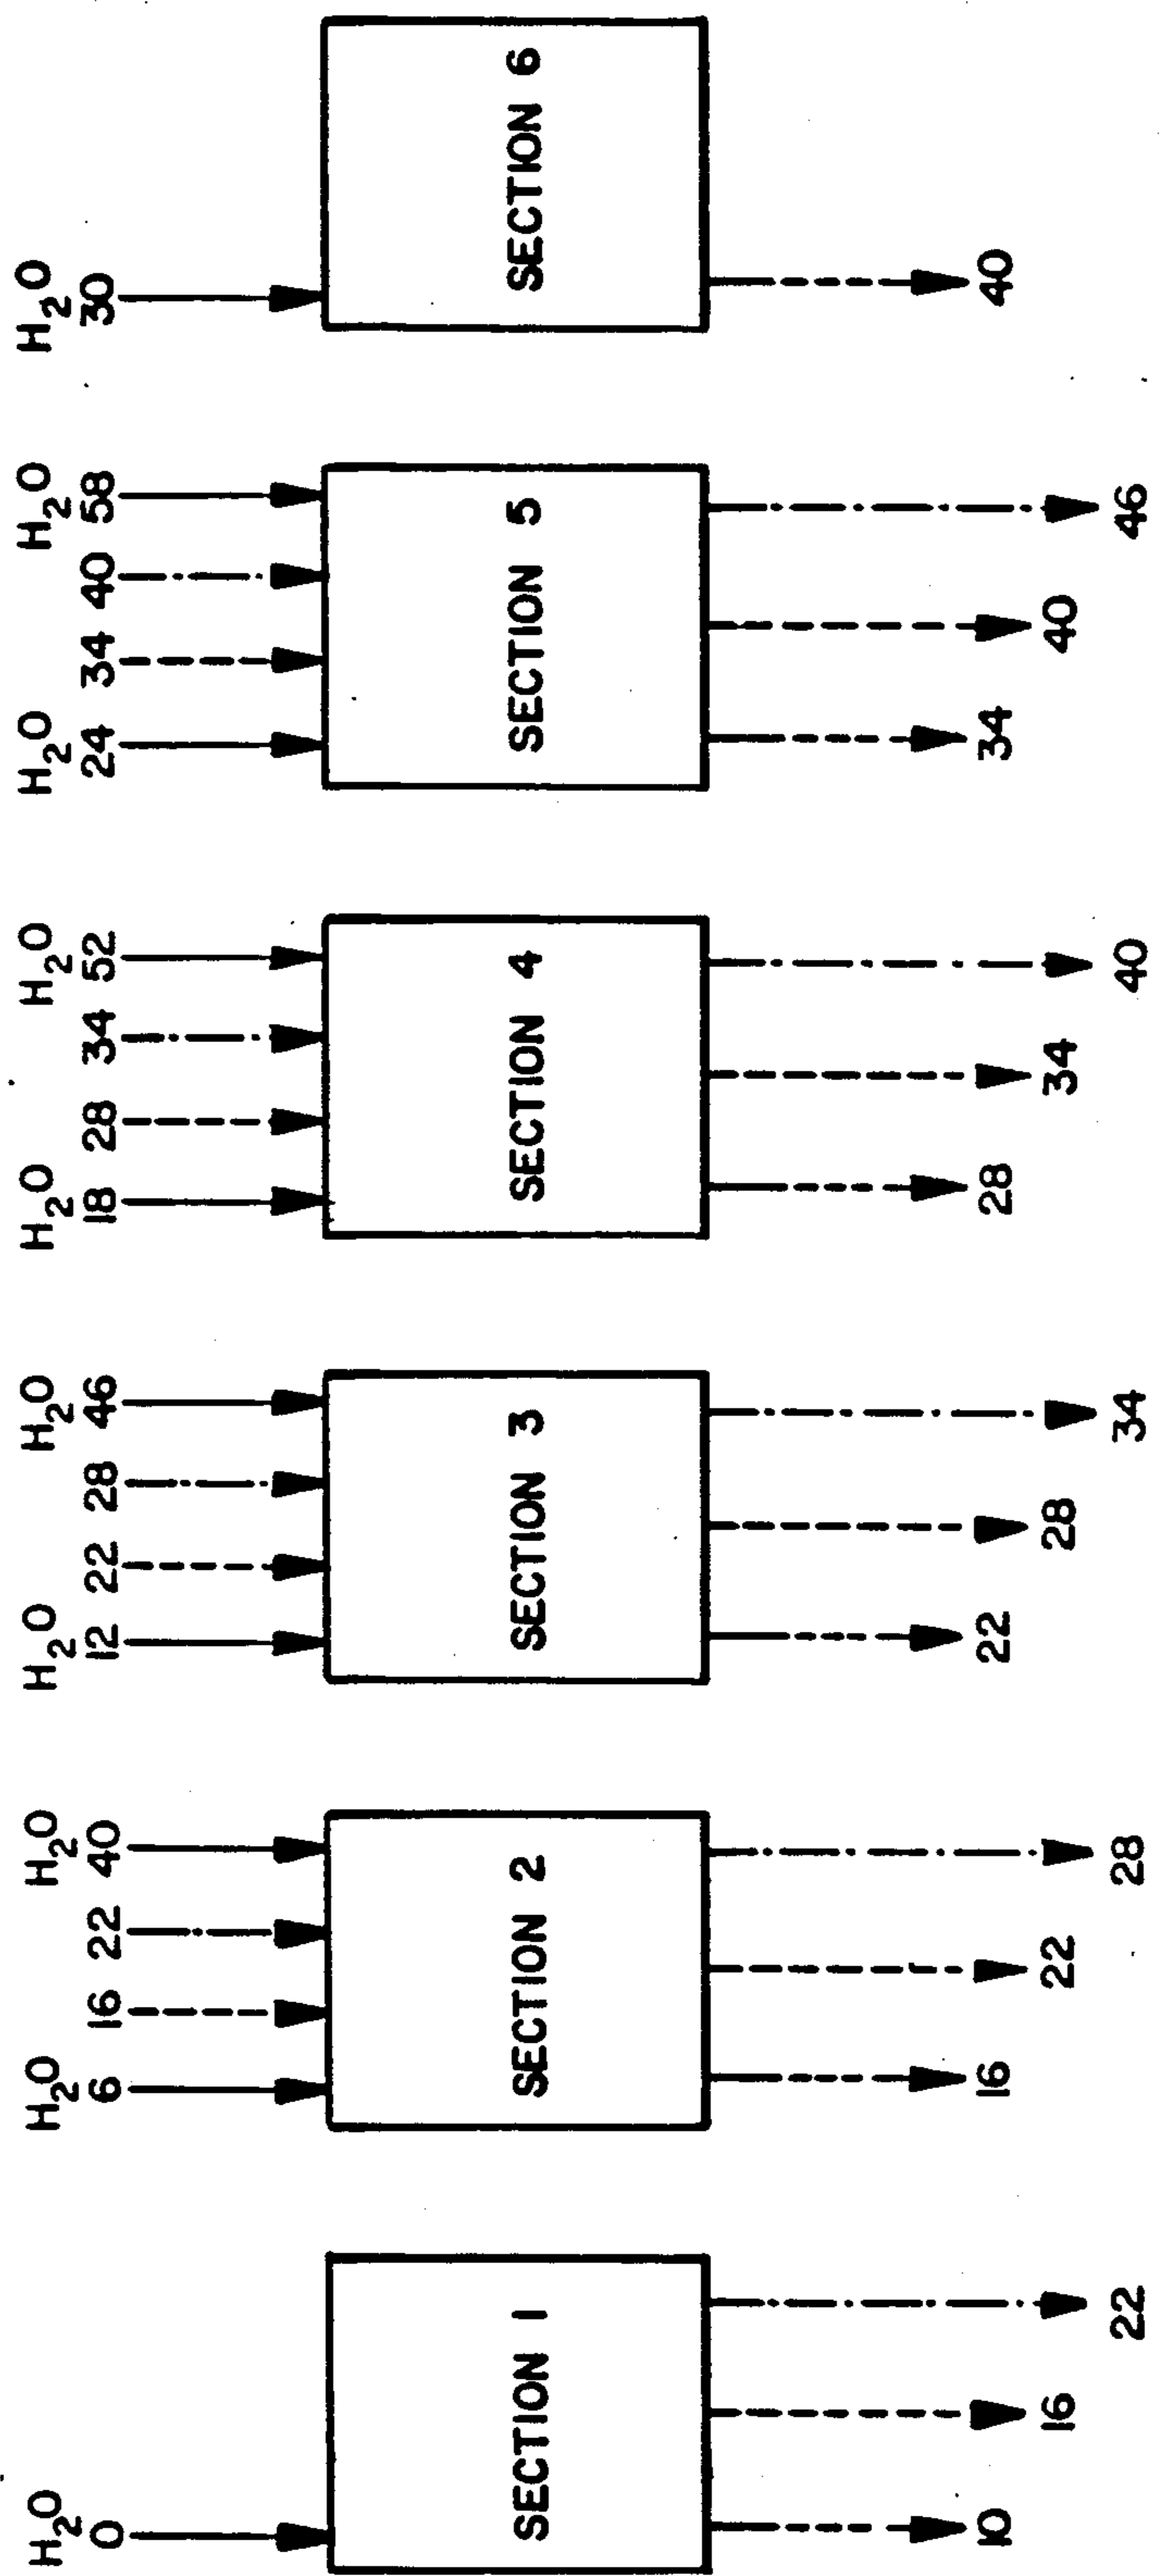 H2O
0
SECTION 1
10
16
22
H2O H2O
6 16 22 40
SECTION 2
16
22
28
H2O H2O
12 22 28 46
SECTION 3
22
28
34
H2O H2O
18 28 34 52
SECTION 4
28
34
40
H2O H2O
24 34 40 58
SECTION 5
34
40
46
H2O
30
SECTION 6
40